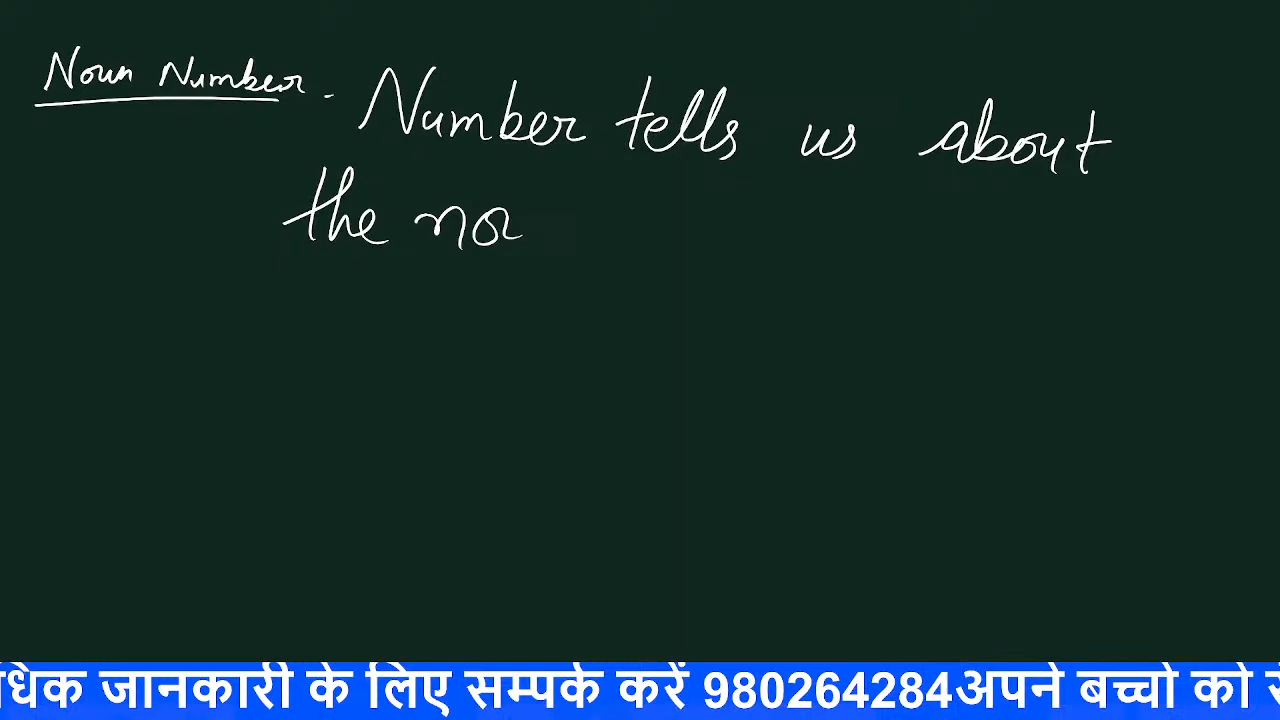 Noun Number - Number tells us about
the no
धिक जानकारी के लिए सम्पर्क करें 980264284अपने बच्चो को